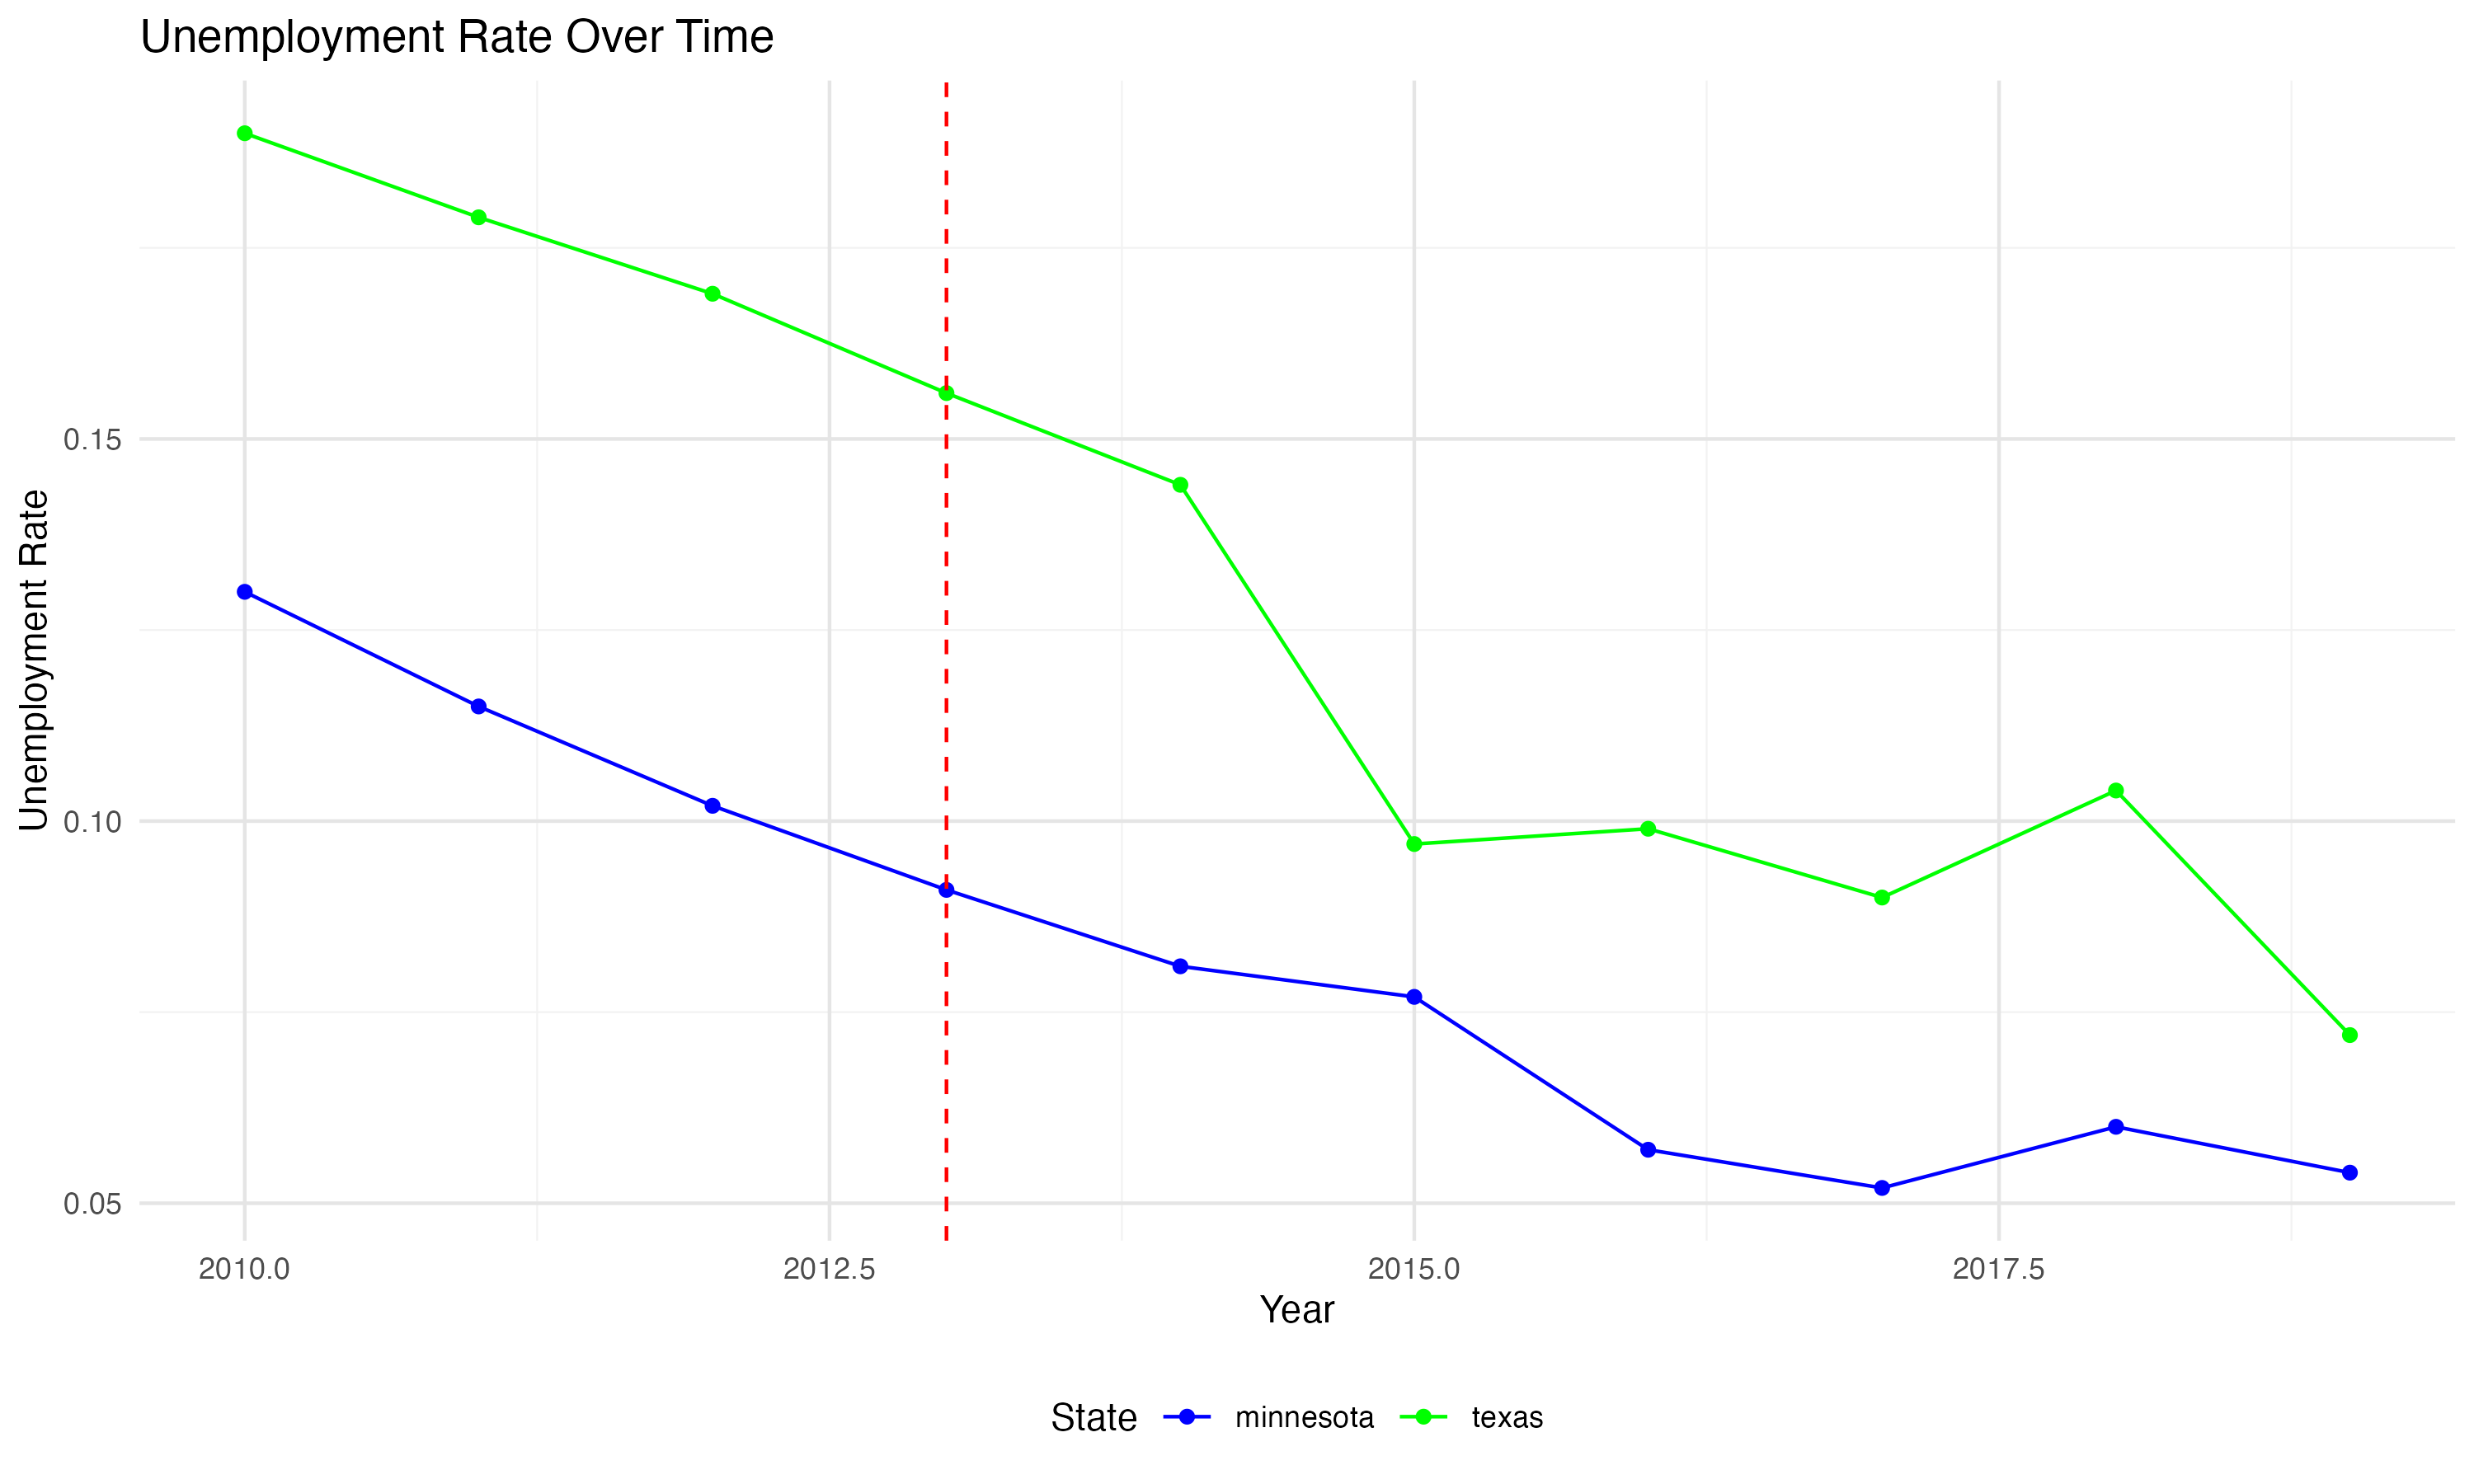 Unemployment Rate Over Time
Unemployment Rate
0.15
0.10
0.05
2010.0 2012.5 2015.0 2017.5
Year
State minnesota texas